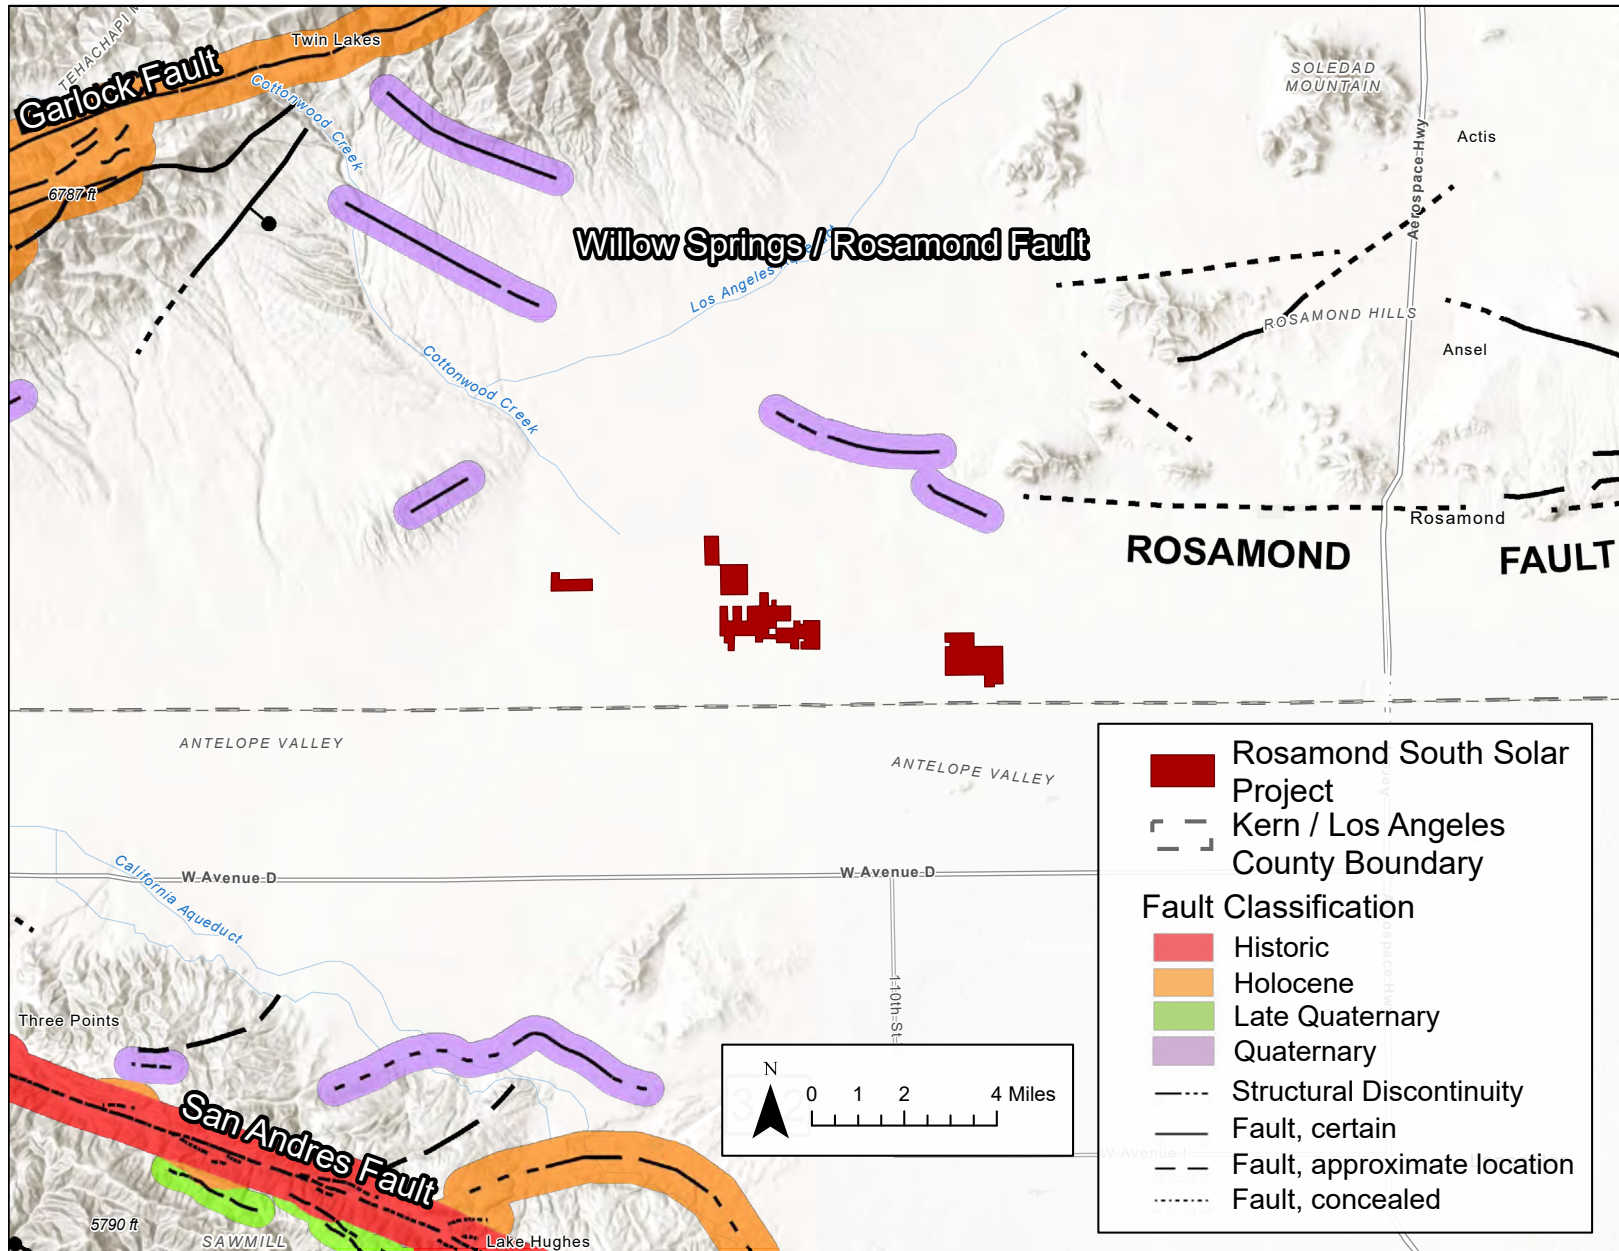 TEHACHAPI
Twin Lakes
Garlock Fault
Cottonwood Creek
6787 ft
SOLEDAD
MOUNTAIN
Actis
Aerospace Hwy
Willow Springs / Rosamond Fault
Los Angeles
ROSAMOND HILLS
Ansel
Cottonwood Creek
Rosamond
ROSAMOND FAULT
ANTELOPE VALLEY
ANTELOPE VALLEY
California Aqueduct
W Avenue D
W Avenue D
110th St
Three Points
San Andres Fault
5790 ft
SAWMILL
Lake Hughes
N
0 1 2 4 Miles
W Avenue I
Rosamond South Solar
Project
Kern / Los Angeles
County Boundary
Fault Classification
Historic
Holocene
Late Quaternary
Quaternary
Structural Discontinuity
Fault, certain
Fault, approximate location
Fault, concealed